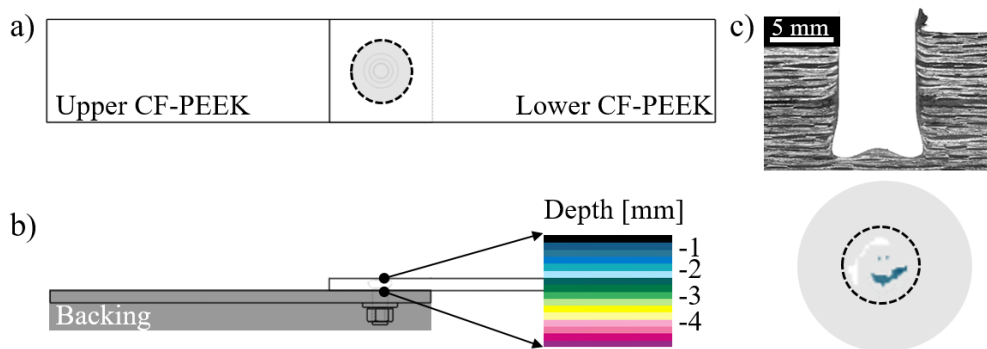 a)
Upper CF-PEEK
Lower CF-PEEK
b)
Backing
Depth [mm]
-1
-2
-3
-4
c)
5 mm